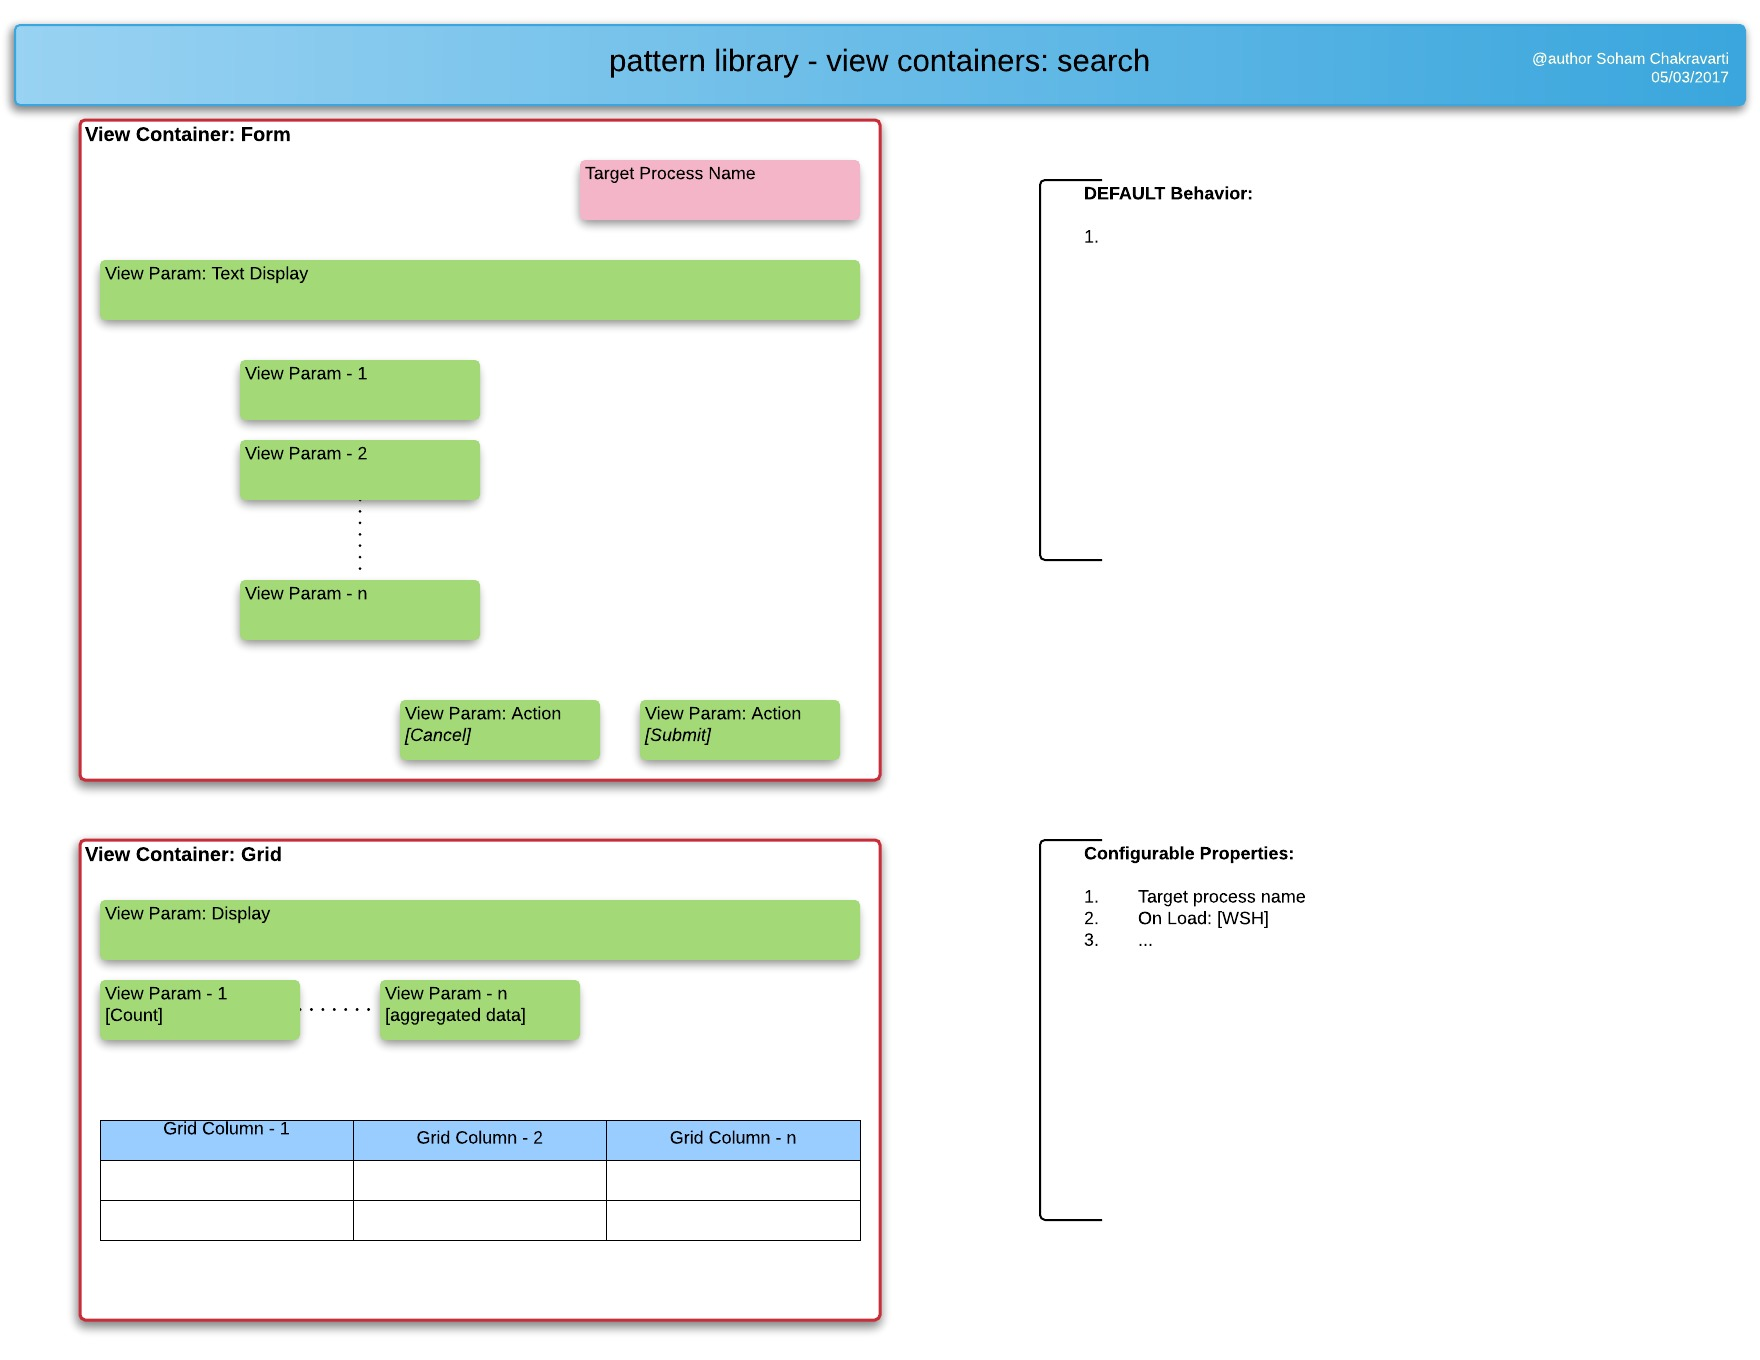 pattern library - view containers: search
@author Soham Chakravarti
05/03/2017
View Container: Form
Target Process Name
View Param: Text Display
View Param - 1
View Param - 2
View Param - n
View Param: Action
[Cancel]
View Param: Action
[Submit]
DEFAULT Behavior:
1.
View Container: Grid
View Param: Display
View Param - 1
[Count]
View Param - n
[aggregated data]
Grid Column - 1
Grid Column - 2
Grid Column - n
Configurable Properties:
1. Target process name
2. On Load: [WSH]
3. ...